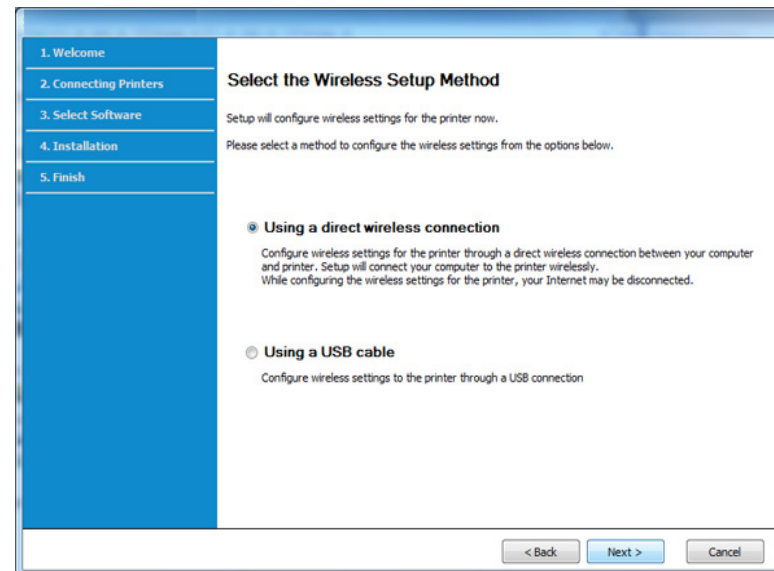 1. Welcome
2. Connecting Printers
3. Select Software
4. Installation
5. Finish
Select the Wireless Setup Method
Setup will configure wireless settings for the printer now.
Please select a method to configure the wireless settings from the options below.
Using a direct wireless connection
Configure wireless settings for the printer through a direct wireless connection between your computer
and printer. Setup will connect your computer to the printer wirelessly.
While configuring the wireless settings for the printer, your Internet may be disconnected.
Using a USB cable
Configure wireless settings to the printer through a USB connection
< Back
Next >
Cancel